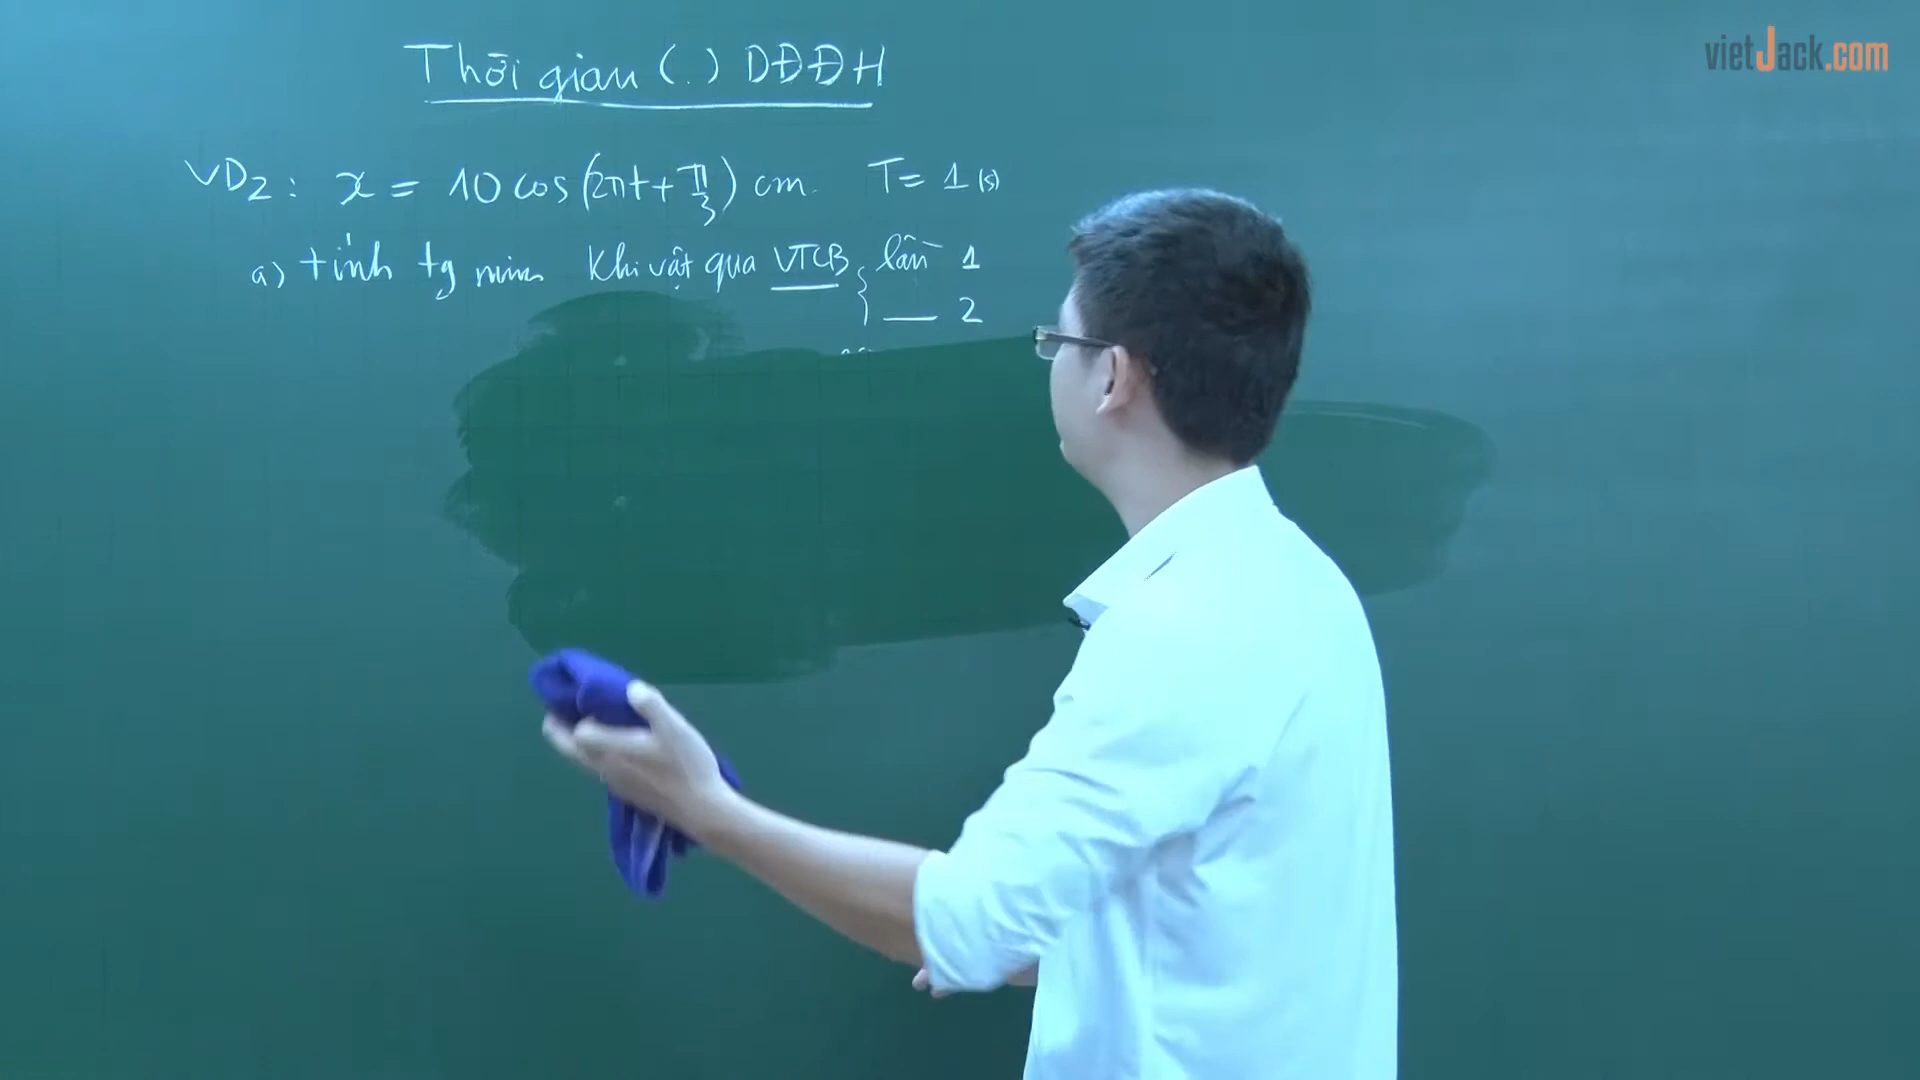 vietJack.com
Thời gian (.) DĐĐH
VD2: x = 10 cos(2πt + π/3) cm. T = 1 (s)
a) tính tg min khi vật qua VTCB { lần 1
— 2